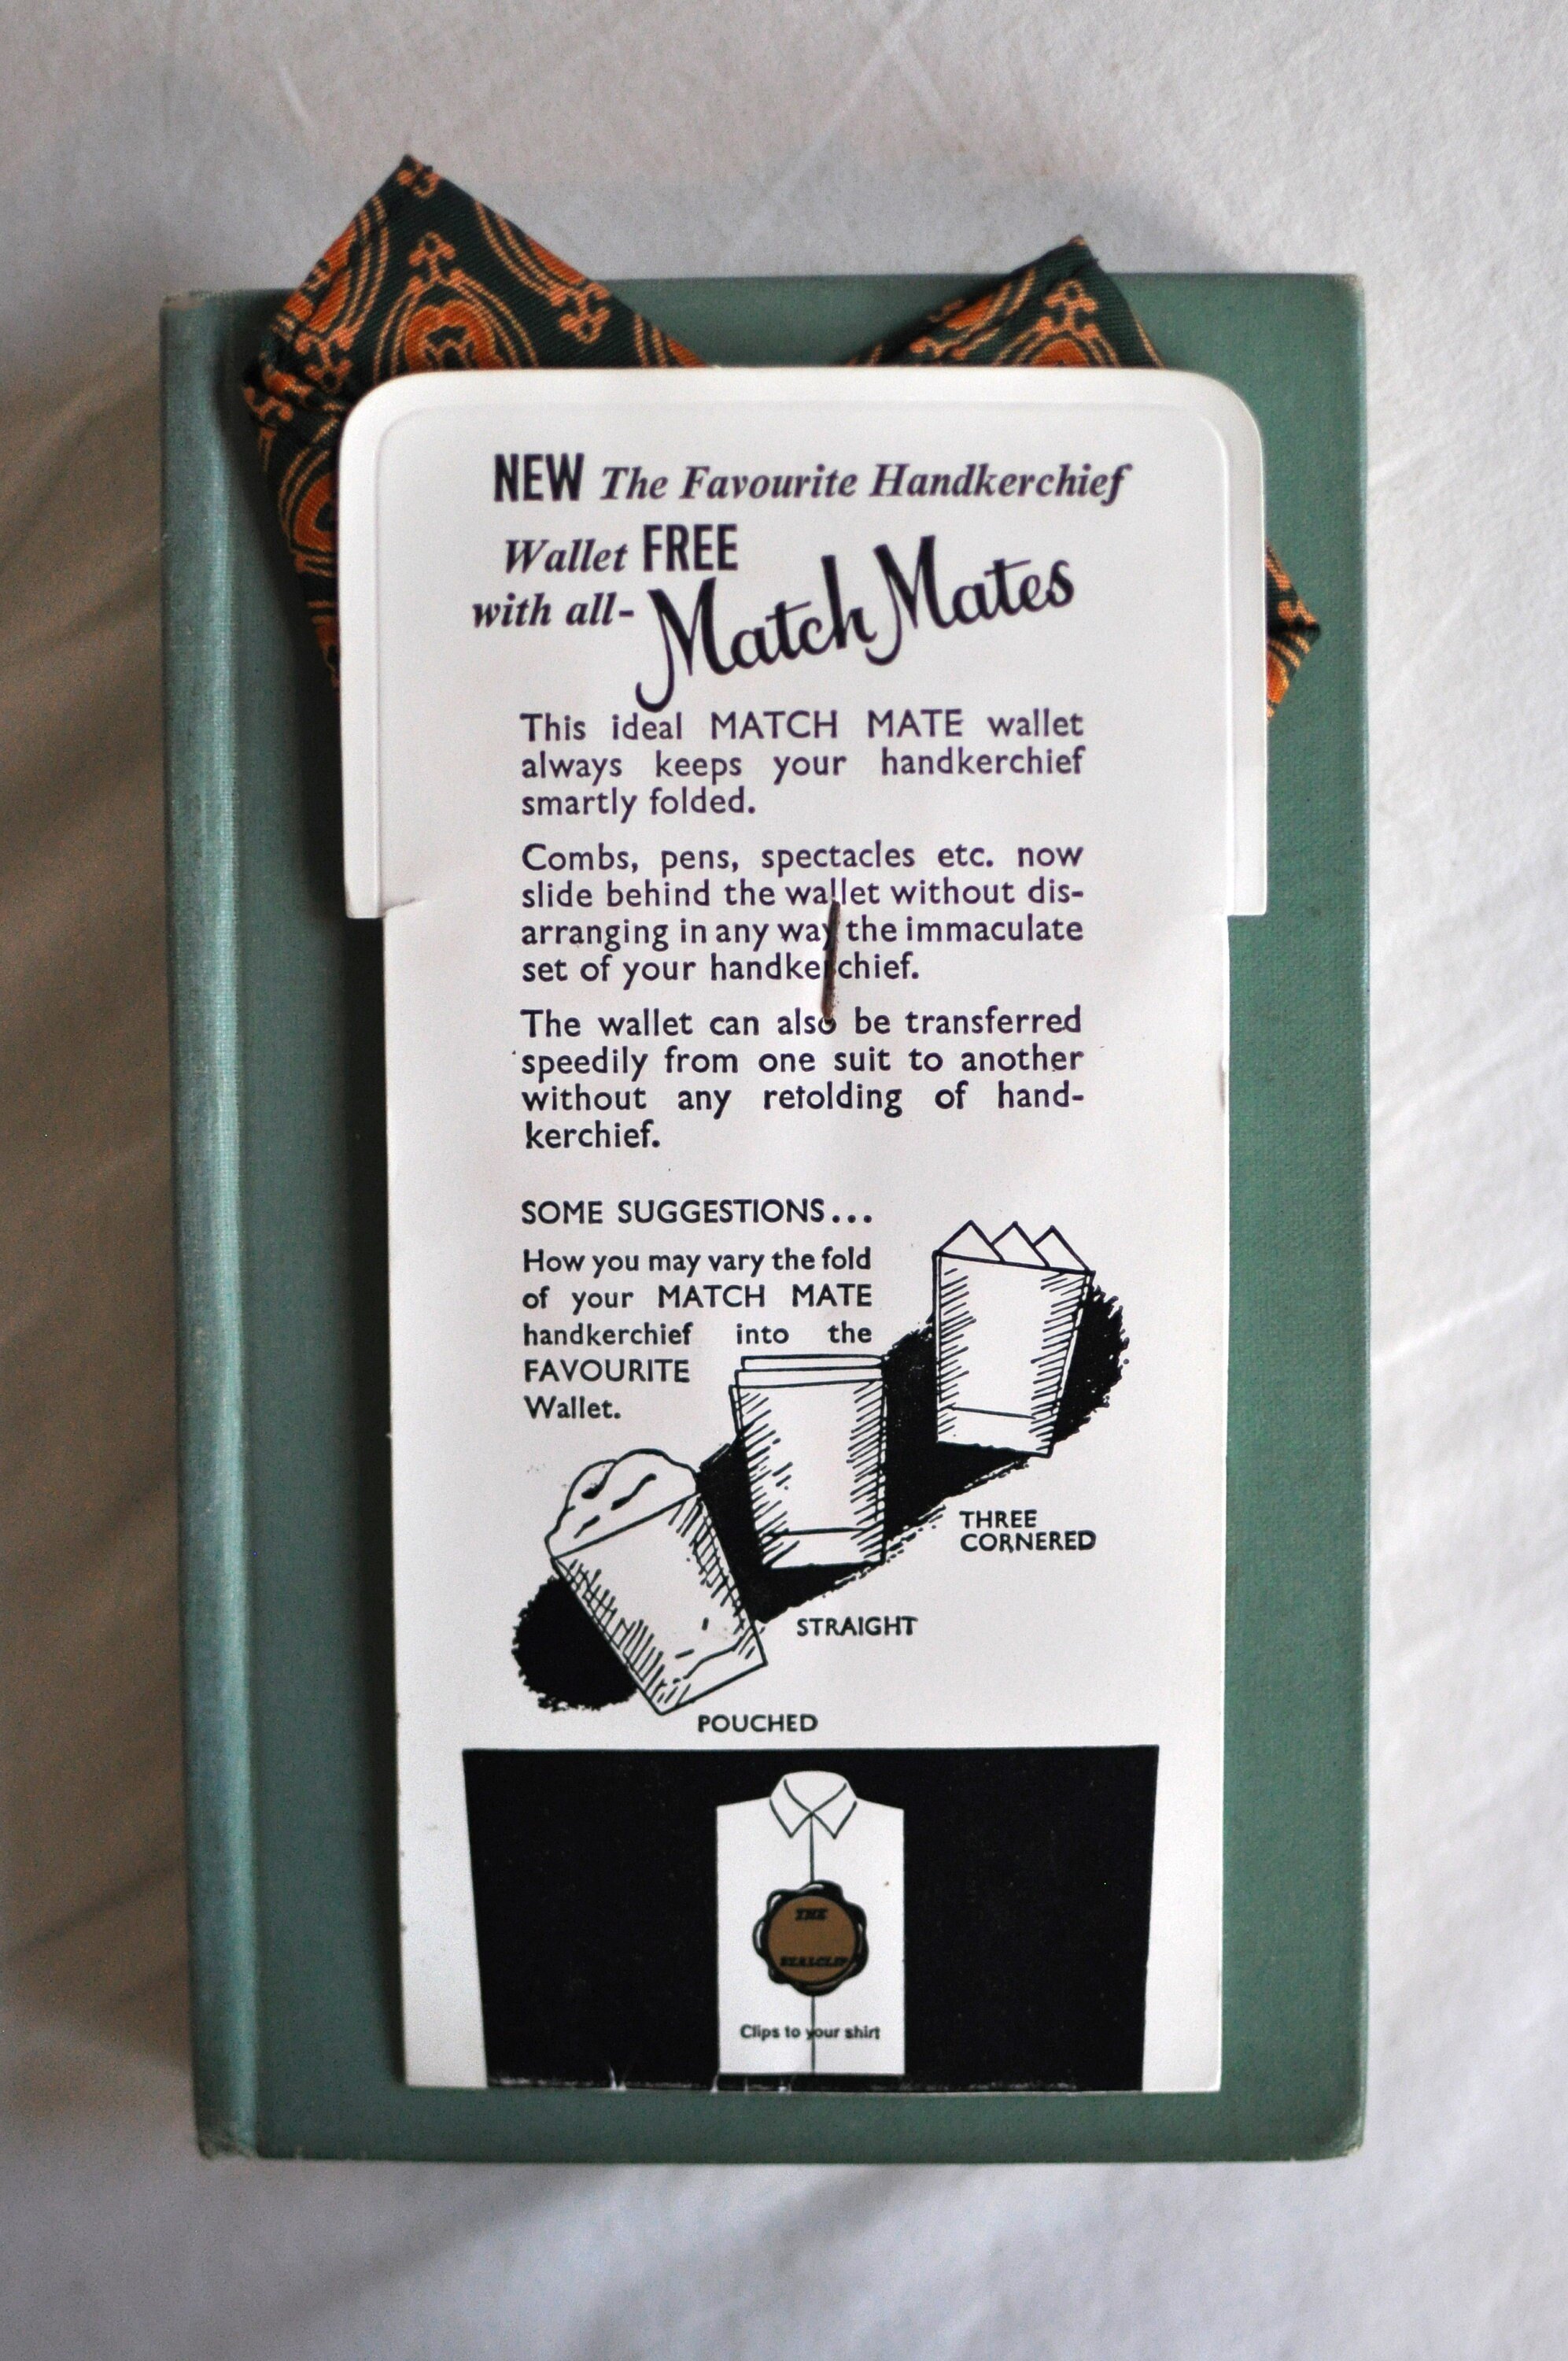 NEW The Favourite Handkerchief
Wallet FREE
with all- Match Mates
This ideal MATCH MATE wallet
always keeps your handkerchief
smartly folded.
Combs, pens, spectacles etc. now
slide behind the wallet without dis-
arranging in any way the immaculate
set of your handkerchief.
The wallet can also be transferred
speedily from one suit to another
without any refolding of hand-
kerchief.
SOME SUGGESTIONS...
How you may vary the fold
of your MATCH MATE
handkerchief into the
FAVOURITE
Wallet.
THREE
CORNERED
STRAIGHT
POUCHED
THE
SEALCLIP
Clips to your shirt